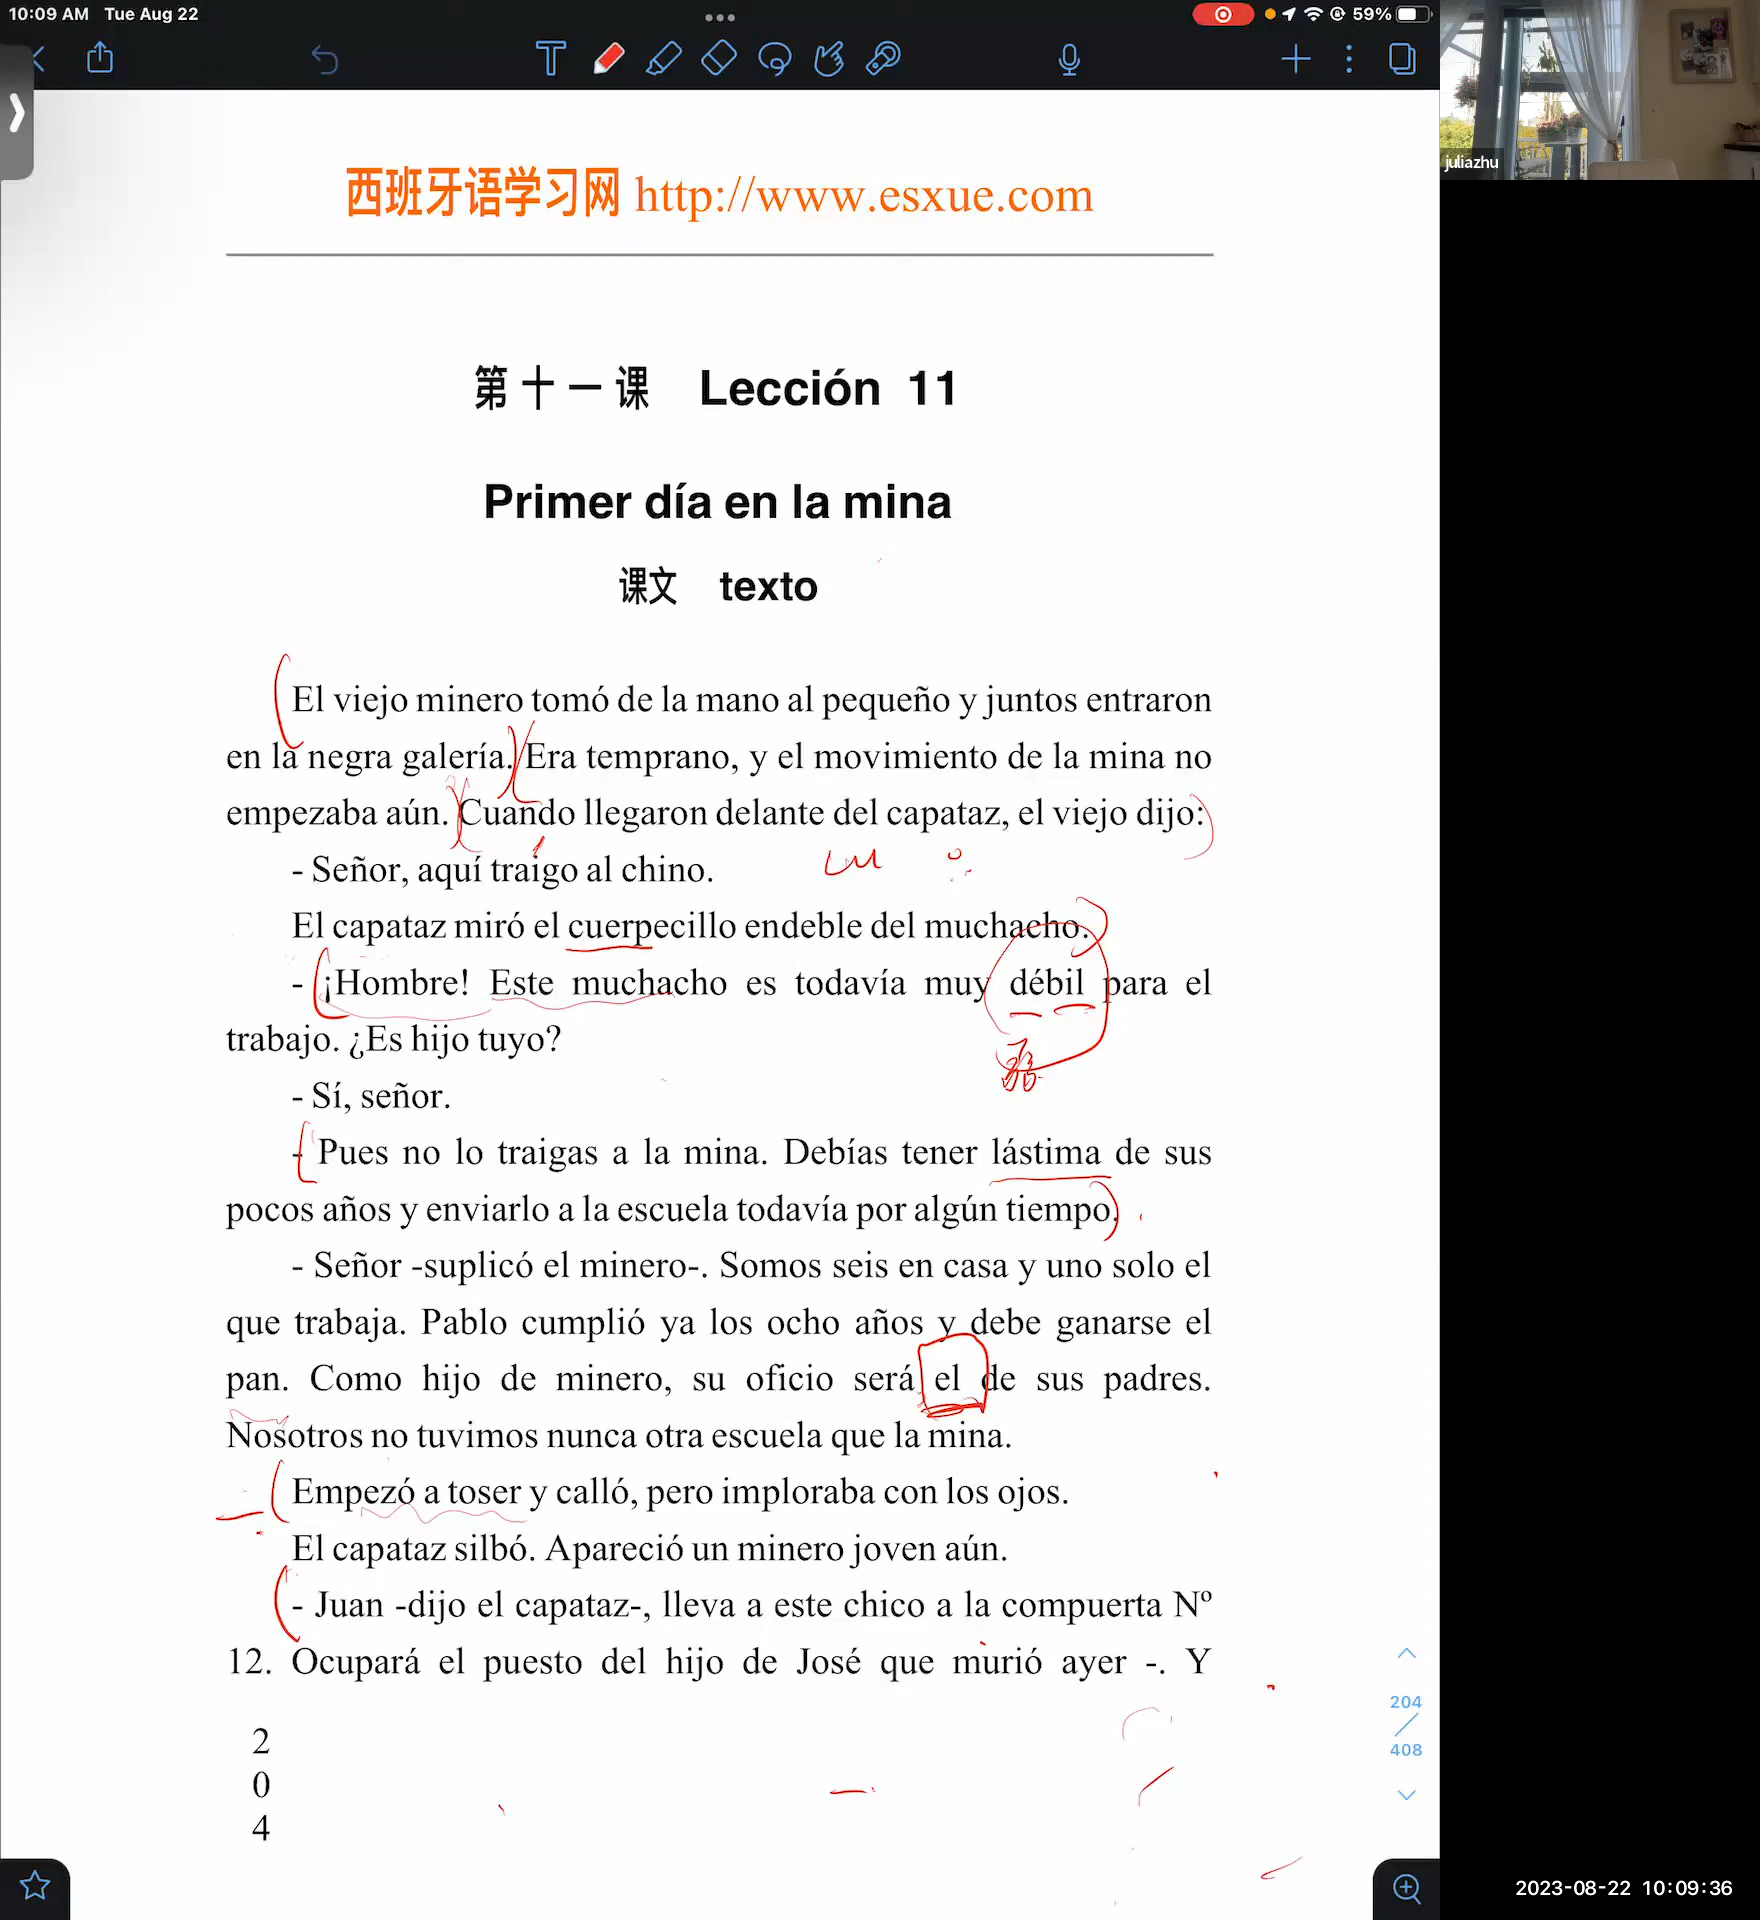 10:09 AM Tue Aug 22
59%
juliazhu
西班牙语学习网 http://www.esxue.com
第十一课 Lección 11
Primer día en la mina
课文 texto
El viejo minero tomó de la mano al pequeño y juntos entraron
en la negra galería. Era temprano, y el movimiento de la mina no
empezaba aún. Cuando llegaron delante del capataz, el viejo dijo:
- Señor, aquí traigo al chino.
El capataz miró el cuerpecillo endeble del muchacho.
- ¡Hombre! Este muchacho es todavía muy débil para el
trabajo. ¿Es hijo tuyo?
- Sí, señor.
- Pues no lo traigas a la mina. Debías tener lástima de sus
pocos años y enviarlo a la escuela todavía por algún tiempo.
- Señor -suplicó el minero-. Somos seis en casa y uno solo el
que trabaja. Pablo cumplió ya los ocho años y debe ganarse el
pan. Como hijo de minero, su oficio será el de sus padres.
Nosotros no tuvimos nunca otra escuela que la mina.
Empezó a toser y calló, pero imploraba con los ojos.
El capataz silbó. Apareció un minero joven aún.
- Juan -dijo el capataz-, lleva a este chico a la compuerta Nº
12. Ocupará el puesto del hijo de José que murió ayer -. Y
204
408
2
0
4
2023-08-22 10:09:36